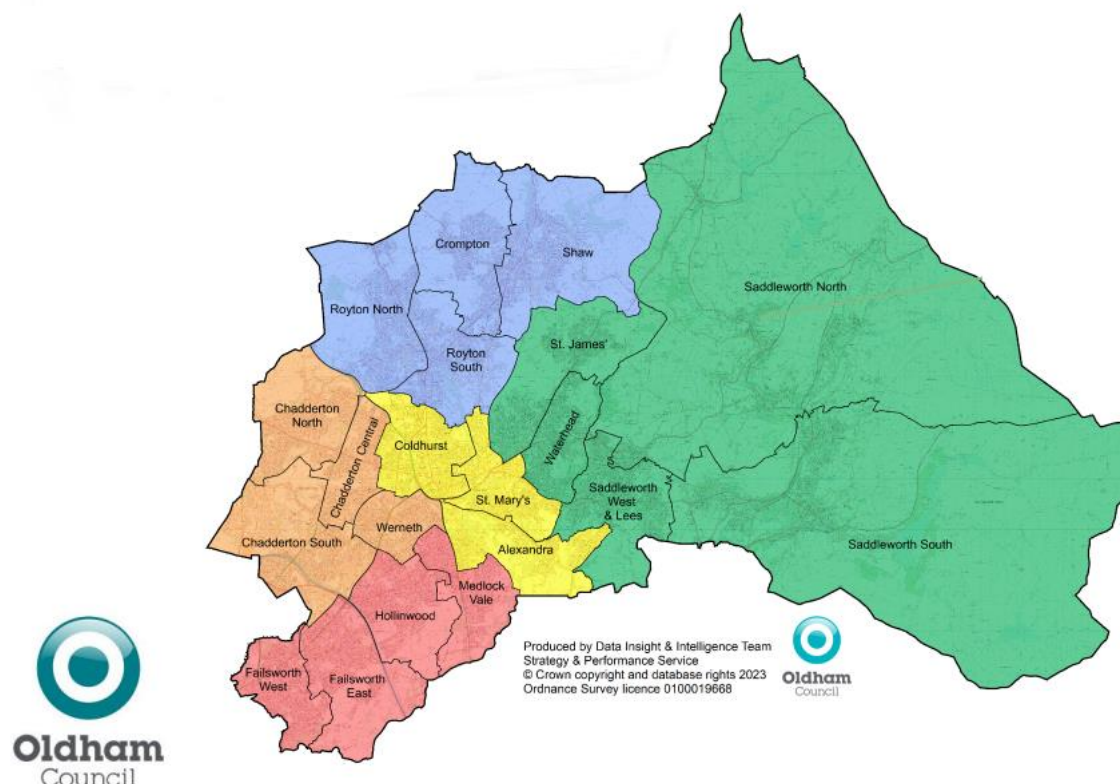 Crompton
Shaw
Saddleworth North
Royton North
St. James'
Royton
South
Chadderton
North
Chadderton Central
Coldhurst
Waterhead
St. Mary's
Saddleworth
West
& Lees
Werneth
Chadderton South
Alexandra
Saddleworth South
Medlock
Vale
Hollinwood
Failsworth
West
Failsworth
East
Produced by Data Insight & Intelligence Team
Strategy & Performance Service
© Crown copyright and database rights 2023
Ordnance Survey licence 0100019668
Oldham
Council
Oldham
Council